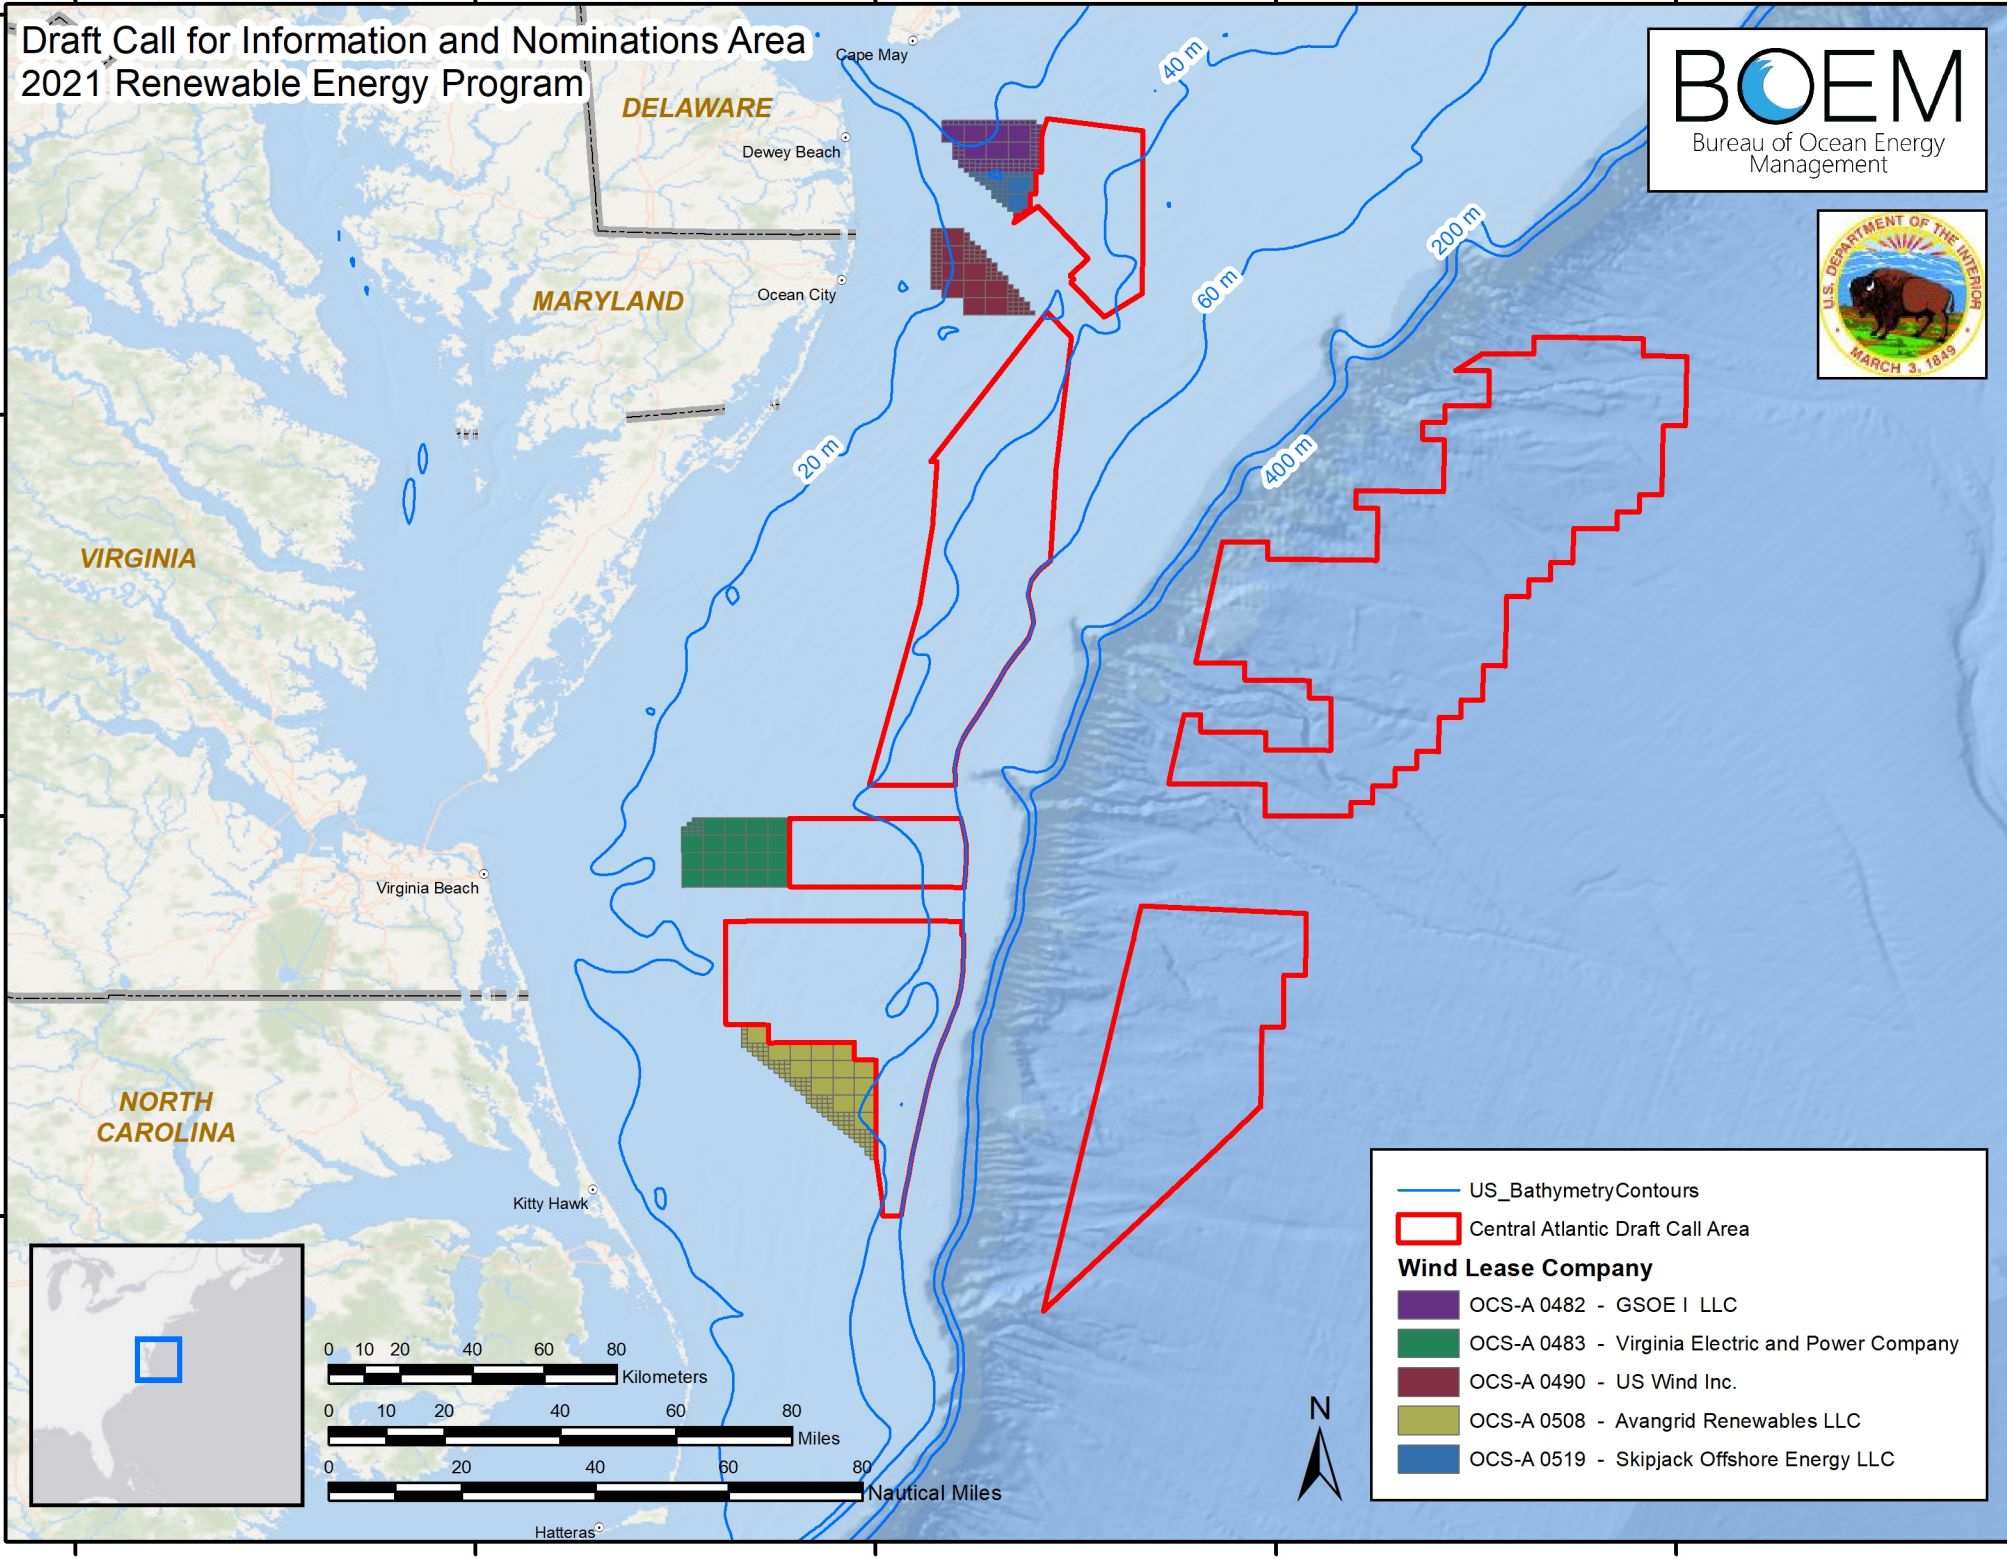 Draft Call for Information and Nominations Area
2021 Renewable Energy Program
BOEM
Bureau of Ocean Energy
Management
U.S. DEPARTMENT OF THE INTERIOR
MARCH 3, 1849
Cape May
40 m
DELAWARE
Dewey Beach
200 m
MARYLAND
Ocean City
60 m
20 m
400 m
VIRGINIA
Virginia Beach
NORTH
CAROLINA
Kitty Hawk
Hatteras
0 10 20 40 60 80
Kilometers
0 10 20 40 60 80
Miles
0 20 40 60 80
Nautical Miles
N
US_BathymetryContours
Central Atlantic Draft Call Area
Wind Lease Company
OCS-A 0482 - GSOE I LLC
OCS-A 0483 - Virginia Electric and Power Company
OCS-A 0490 - US Wind Inc.
OCS-A 0508 - Avangrid Renewables LLC
OCS-A 0519 - Skipjack Offshore Energy LLC